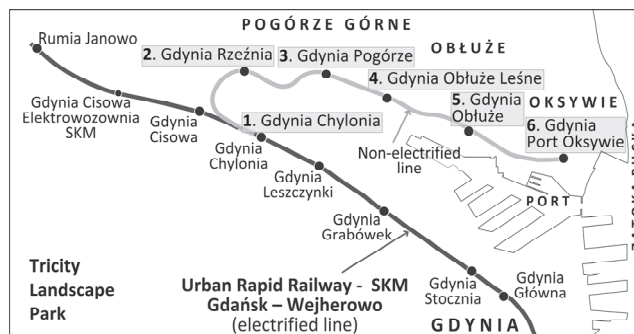 POGÓRZE GÓRNE
Rumia Janowo
2. Gdynia Rzeźnia
3. Gdynia Pogórze
OBŁUŻE
4. Gdynia Obłuże Leśne
Gdynia Cisowa
Elektrowozownia
SKM
Gdynia
Cisowa
1. Gdynia Chylonia
Gdynia
Chylonia
5. Gdynia
Obłuże
OKSYWIE
6. Gdynia
Port Oksywie
Non-electrified
line
Gdynia
Leszczynki
PORT
Gdynia
Grabówek
Tricity
Landscape
Park
Urban Rapid Railway - SKM
Gdańsk – Wejherowo
(electrified line)
Gdynia
Stocznia
Gdynia
Główna
GDYNIA